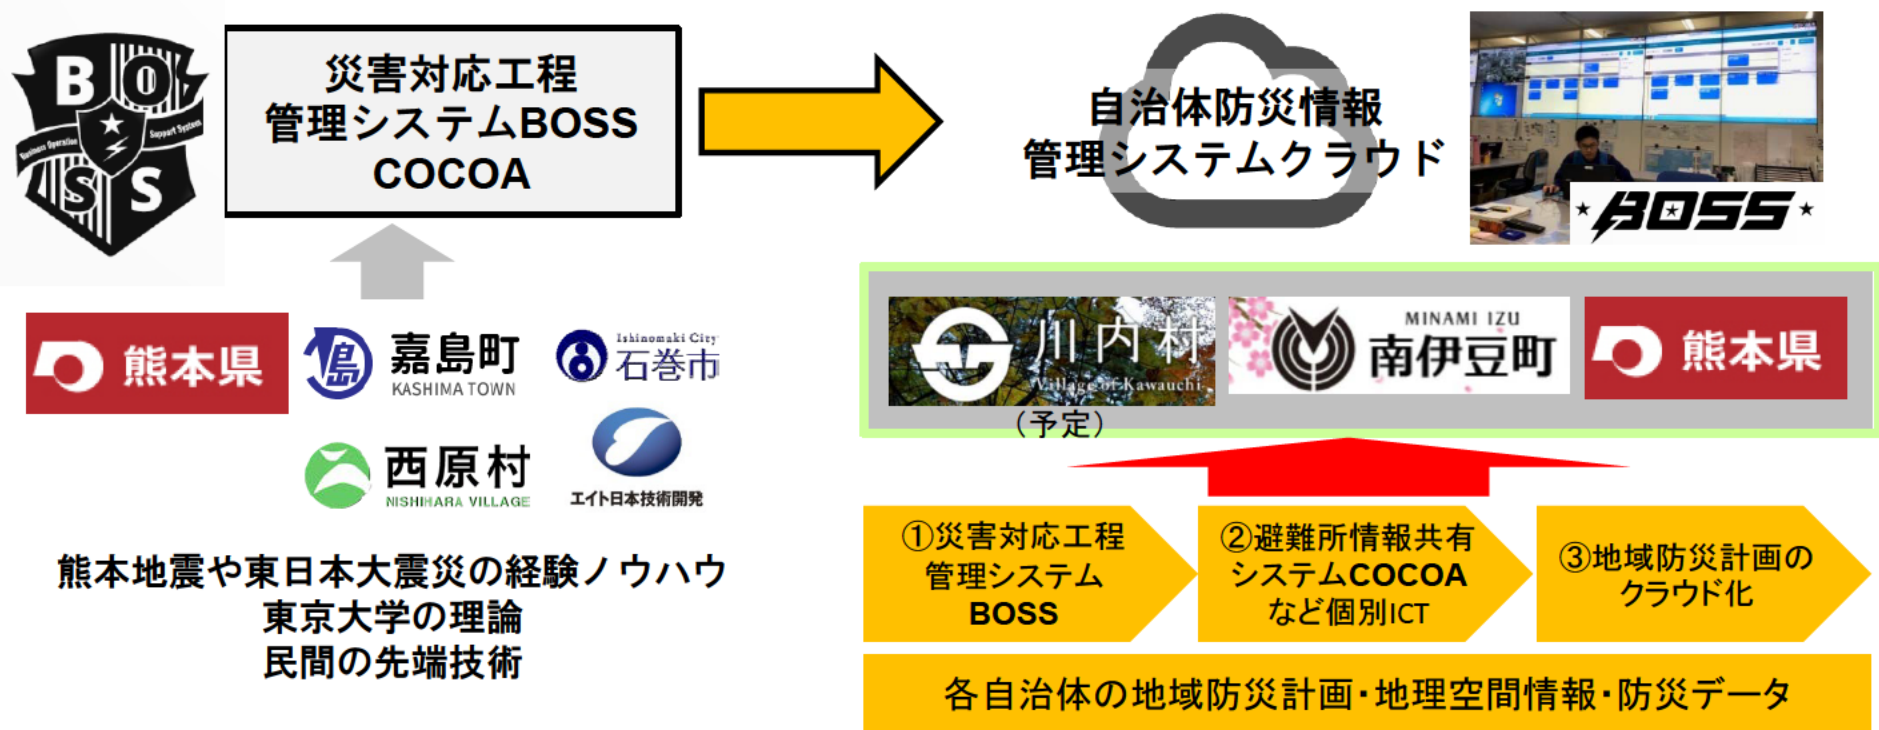 BOSS
Business Operation
Support System
災害対応工程
管理システムBOSS
COCOA
熊本県
嘉島町
KASHIMA TOWN
Ishinomaki City
石巻市
西原村
NISHIHARA VILLAGE
エイト日本技術開発
熊本地震や東日本大震災の経験ノウハウ
東京大学の理論
民間の先端技術
自治体防災情報
管理システムクラウド
BOSS
川内村
Village of Kawauchi
(予定)
MINAMI IZU
南伊豆町
熊本県
①災害対応工程
管理システム
BOSS
②避難所情報共有
システムCOCOA
など個別ICT
③地域防災計画の
クラウド化
各自治体の地域防災計画・地理空間情報・防災データ